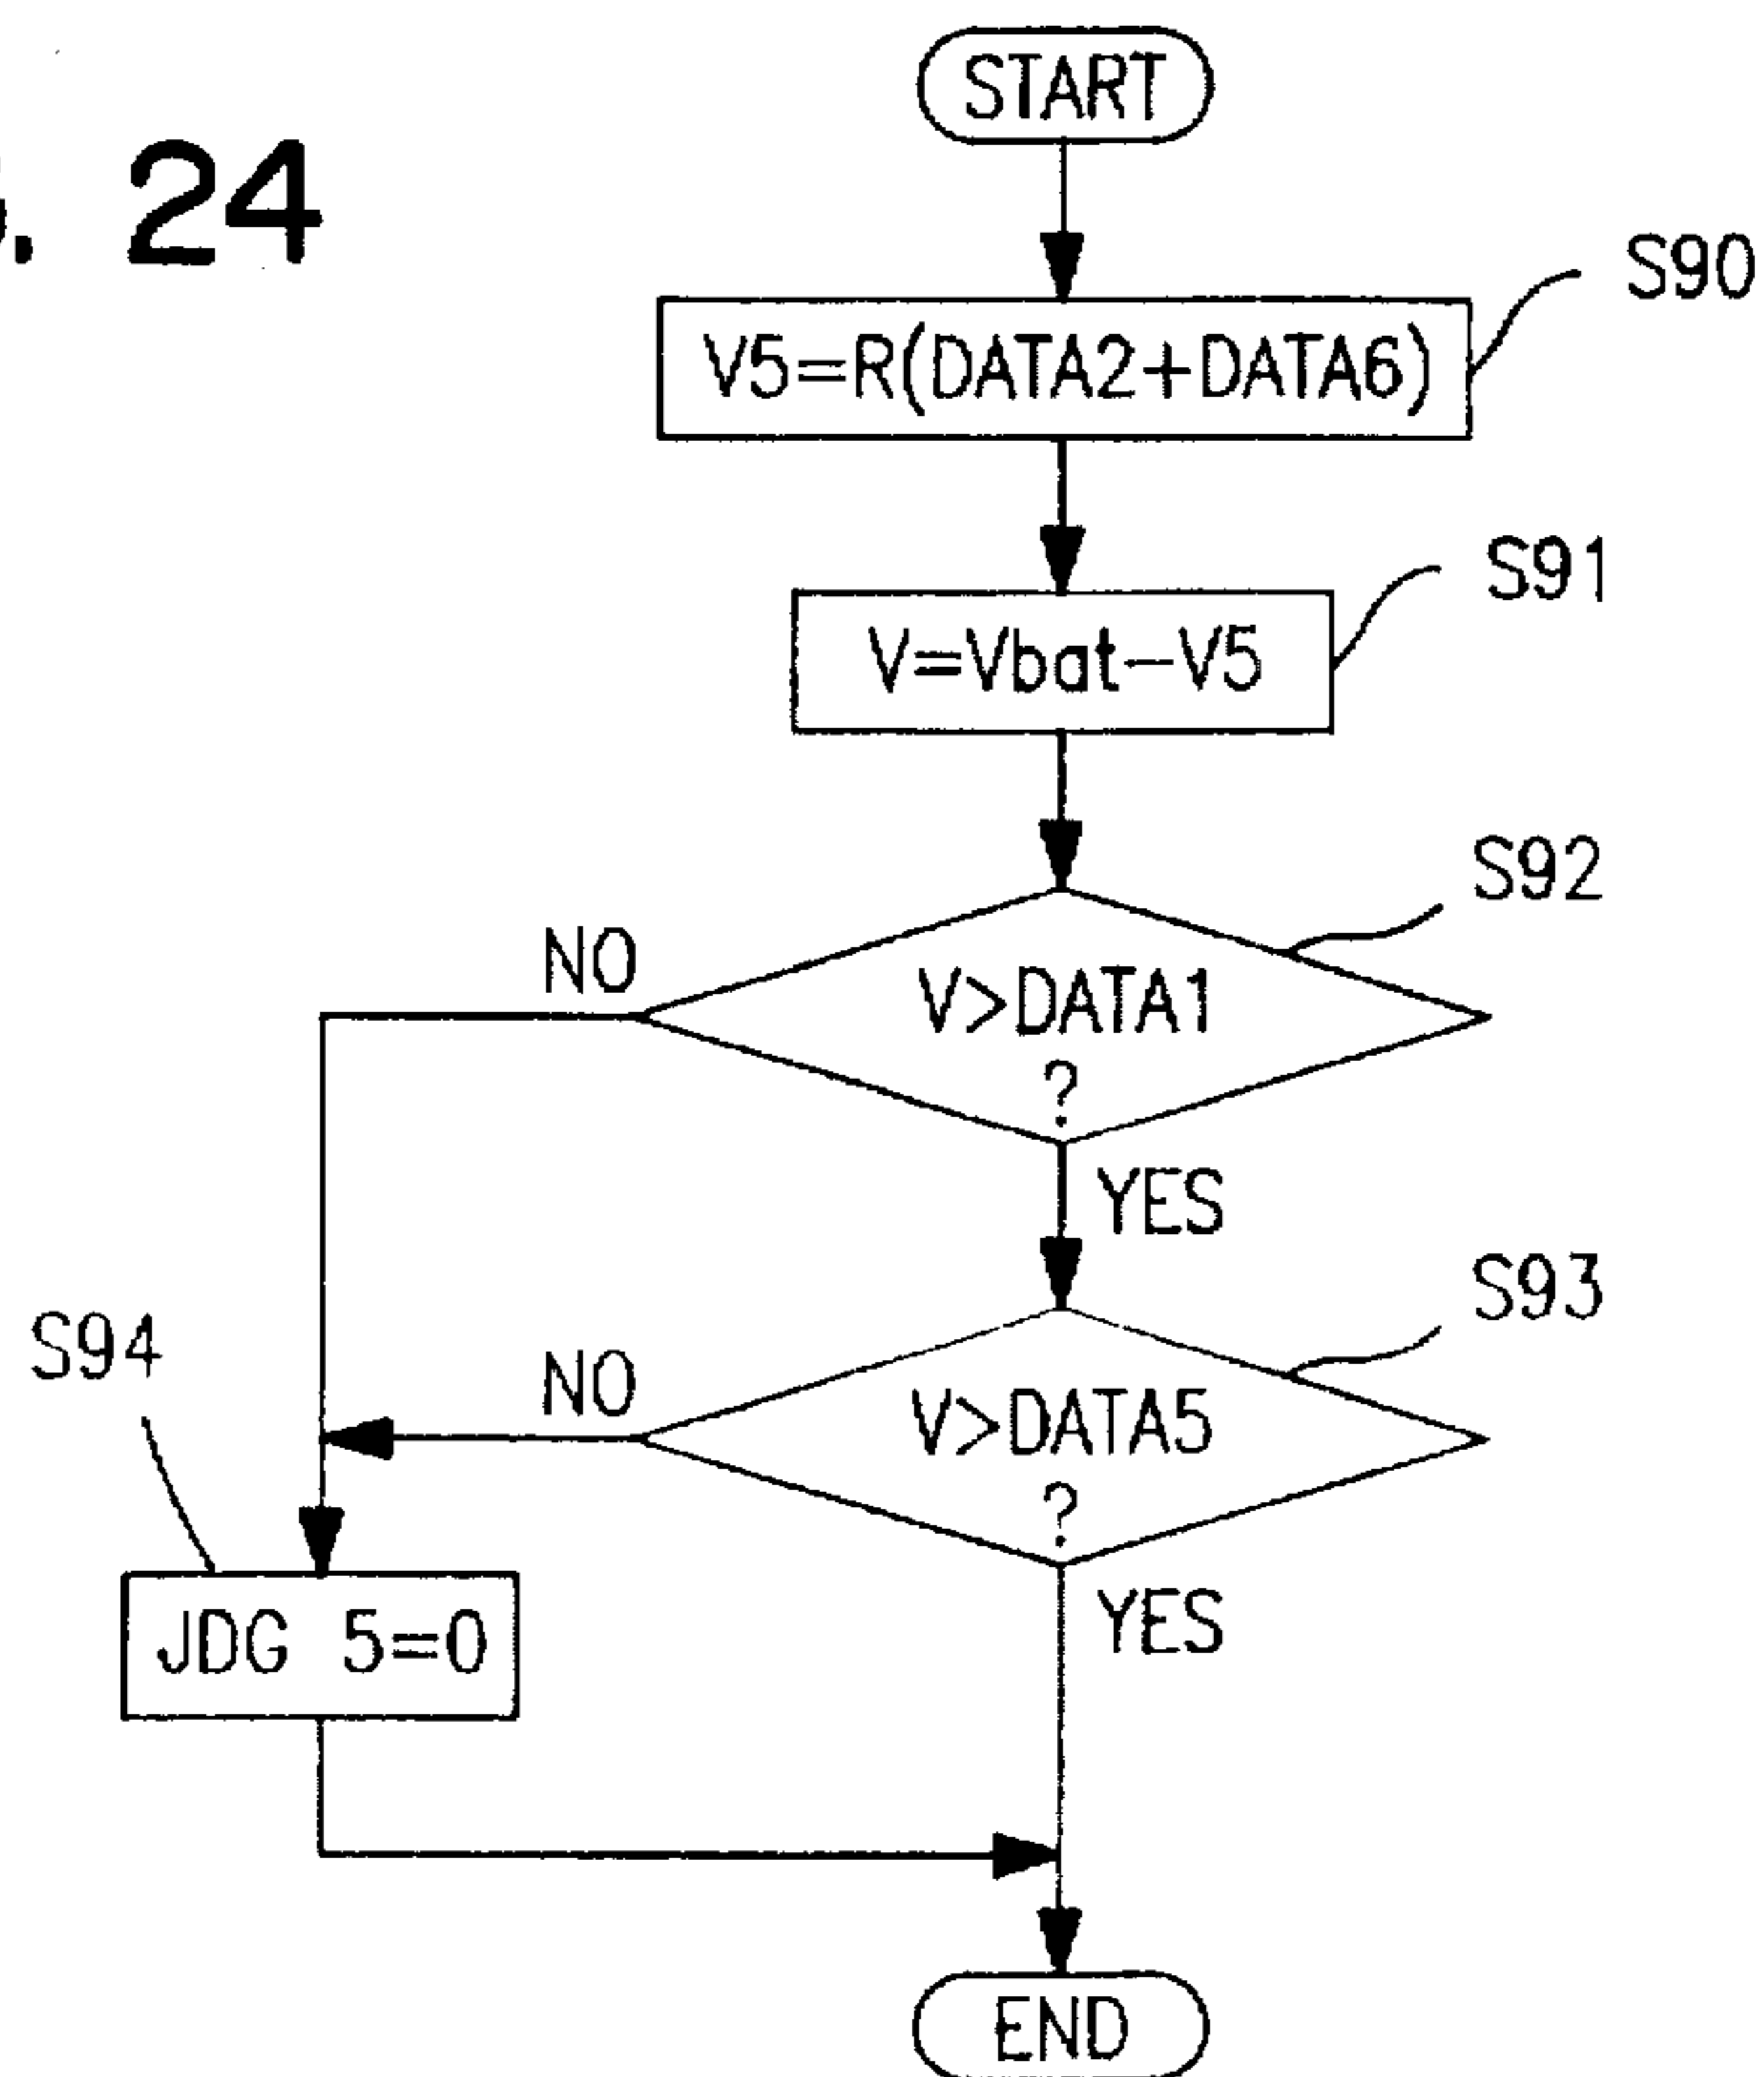 24
START
S90
V5=R(DATA2+DATA6)
S91
V=Vbat-V5
S92
NO
V>DATA1
?
YES
S93
S94
NO
V>DATA5
?
YES
JDG 5=0
END